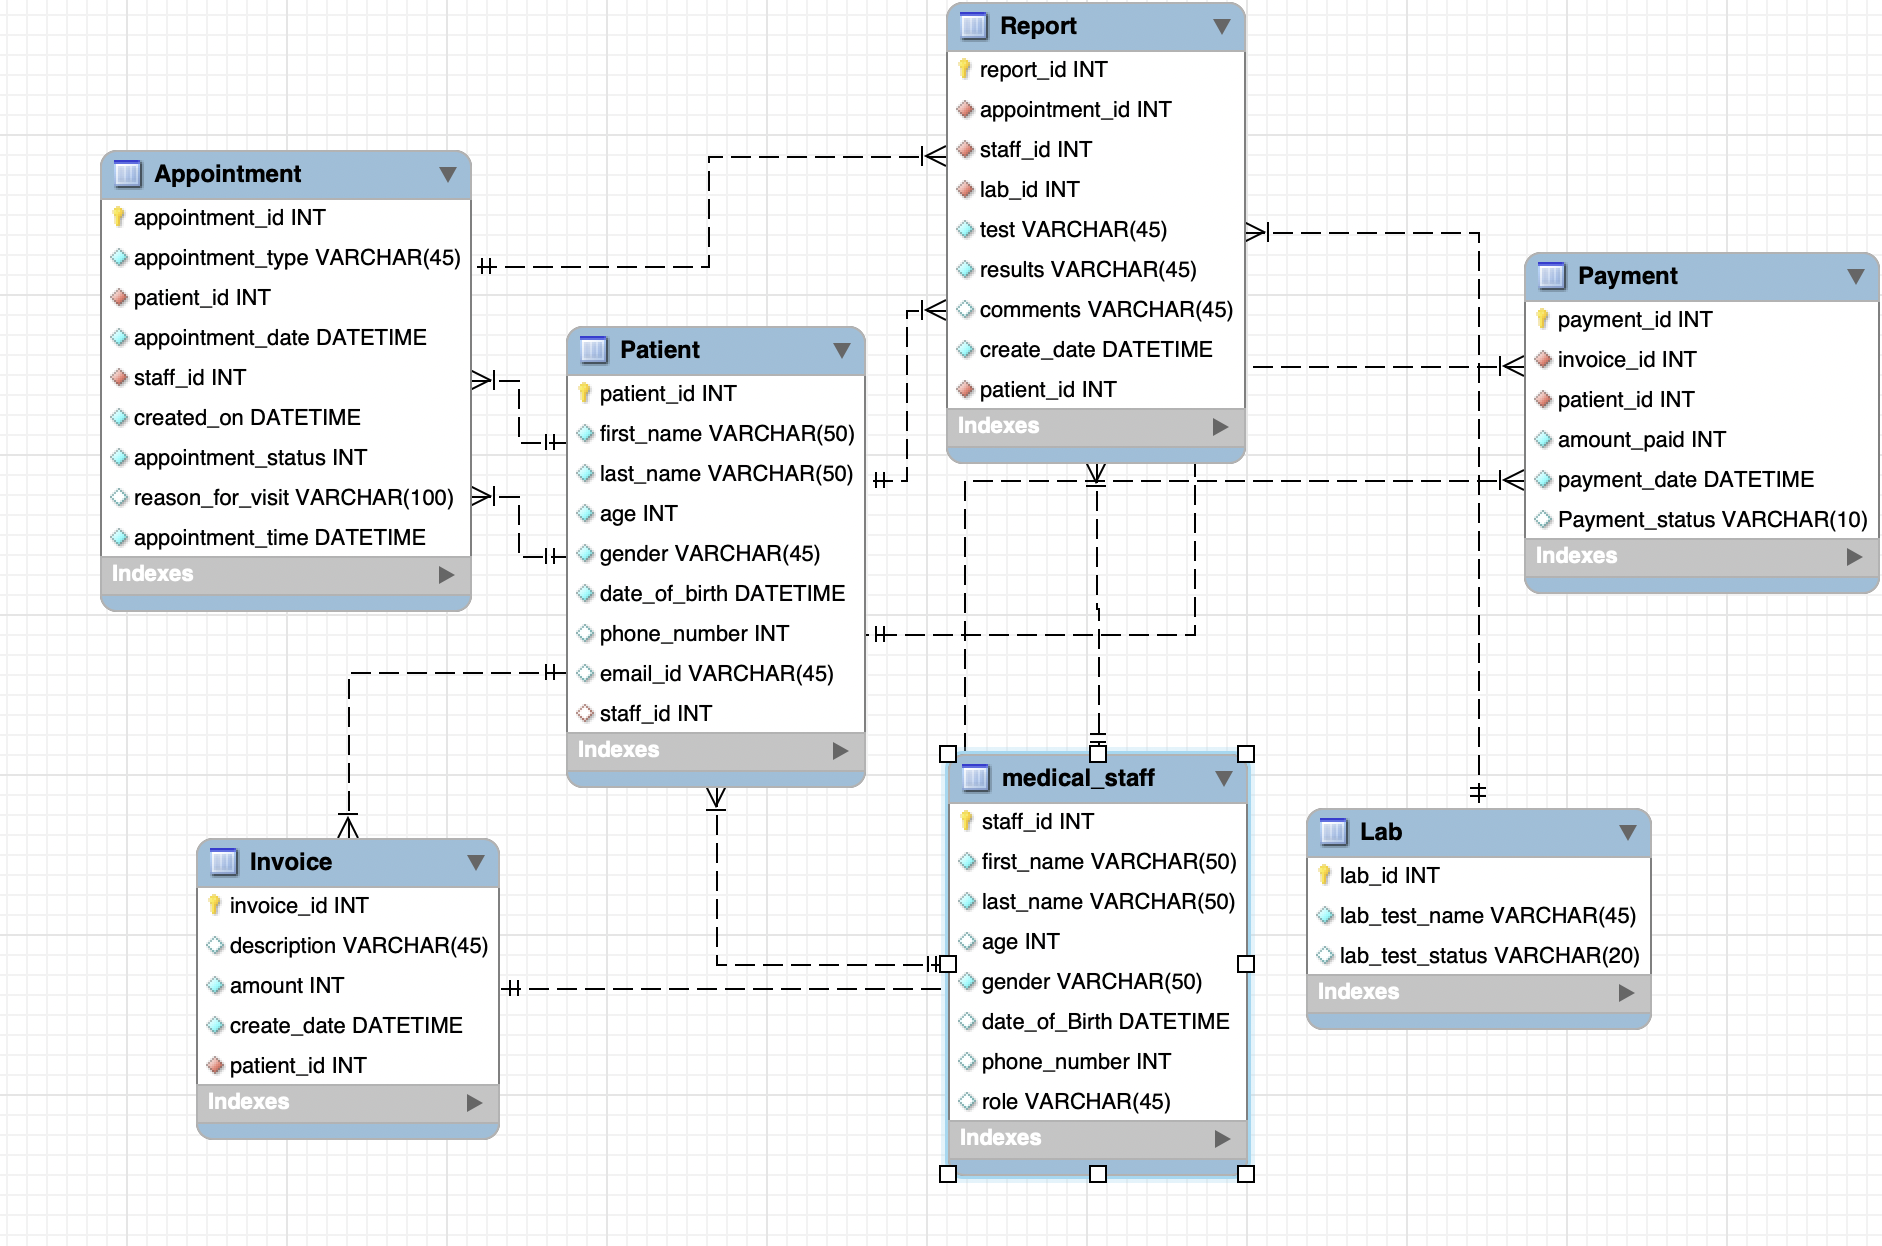 Report
report_id INT
appointment_id INT
staff_id INT
lab_id INT
test VARCHAR(45)
results VARCHAR(45)
comments VARCHAR(45)
create_date DATETIME
patient_id INT
Indexes
Appointment
appointment_id INT
appointment_type VARCHAR(45)
patient_id INT
appointment_date DATETIME
staff_id INT
created_on DATETIME
appointment_status INT
reason_for_visit VARCHAR(100)
appointment_time DATETIME
Indexes
Patient
patient_id INT
first_name VARCHAR(50)
last_name VARCHAR(50)
age INT
gender VARCHAR(45)
date_of_birth DATETIME
phone_number INT
email_id VARCHAR(45)
staff_id INT
Indexes
Payment
payment_id INT
invoice_id INT
patient_id INT
amount_paid INT
payment_date DATETIME
Payment_status VARCHAR(10)
Indexes
Invoice
invoice_id INT
description VARCHAR(45)
amount INT
create_date DATETIME
patient_id INT
Indexes
medical_staff
staff_id INT
first_name VARCHAR(50)
last_name VARCHAR(50)
age INT
gender VARCHAR(50)
date_of_Birth DATETIME
phone_number INT
role VARCHAR(45)
Indexes
Lab
lab_id INT
lab_test_name VARCHAR(45)
lab_test_status VARCHAR(20)
Indexes